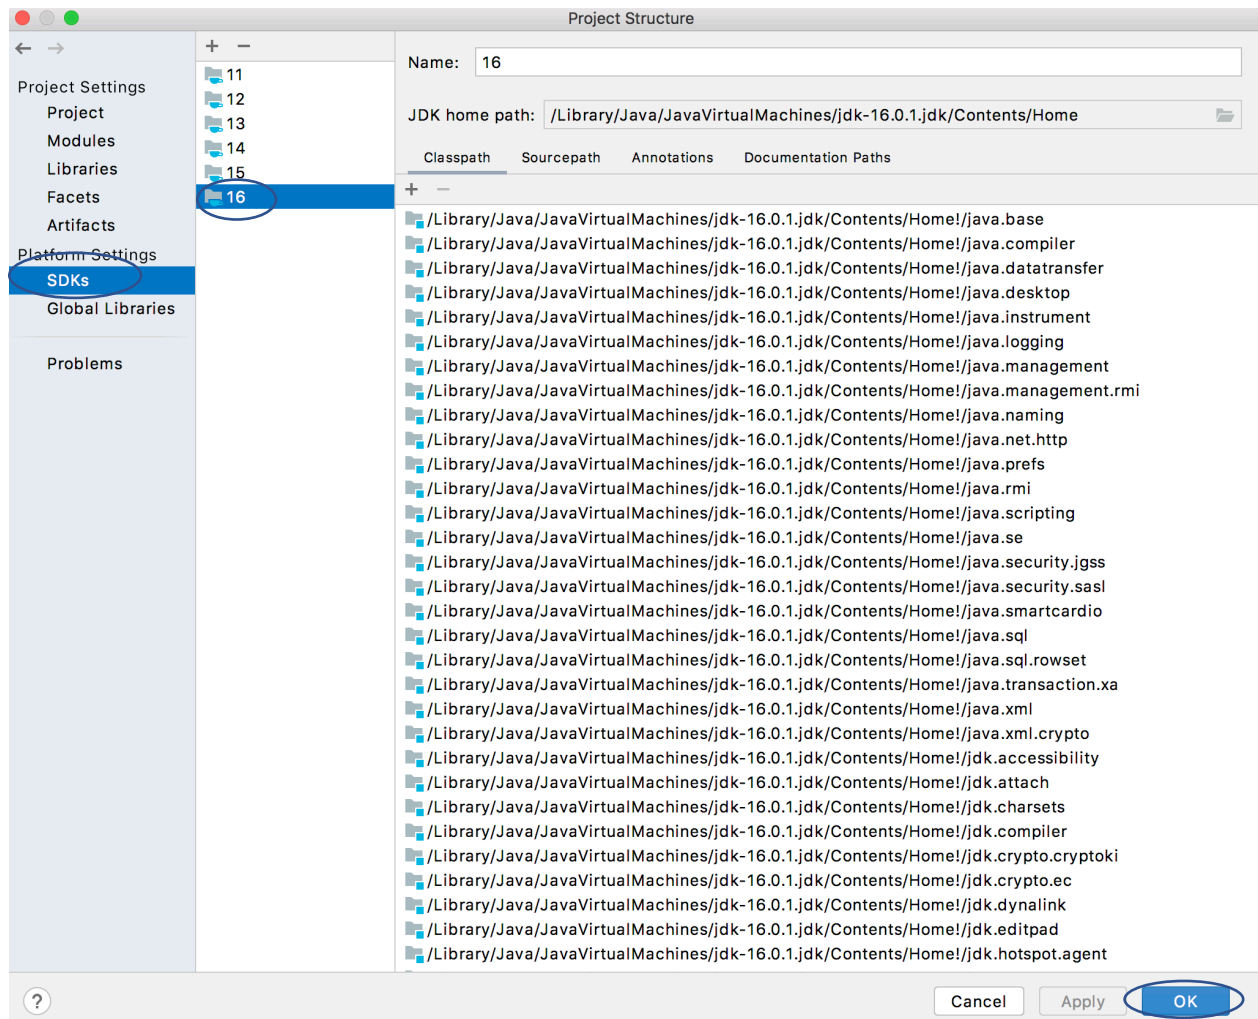 Project Structure
Project Settings
Project
Modules
Libraries
Facets
Artifacts
Platform Settings
SDKs
Global Libraries
Problems
11
12
13
14
15
16
Name: 16
JDK home path: /Library/Java/JavaVirtualMachines/jdk-16.0.1.jdk/Contents/Home
Classpath Sourcepath Annotations Documentation Paths
/Library/Java/JavaVirtualMachines/jdk-16.0.1.jdk/Contents/Home!/java.base
/Library/Java/JavaVirtualMachines/jdk-16.0.1.jdk/Contents/Home!/java.compiler
/Library/Java/JavaVirtualMachines/jdk-16.0.1.jdk/Contents/Home!/java.datatransfer
/Library/Java/JavaVirtualMachines/jdk-16.0.1.jdk/Contents/Home!/java.desktop
/Library/Java/JavaVirtualMachines/jdk-16.0.1.jdk/Contents/Home!/java.instrument
/Library/Java/JavaVirtualMachines/jdk-16.0.1.jdk/Contents/Home!/java.logging
/Library/Java/JavaVirtualMachines/jdk-16.0.1.jdk/Contents/Home!/java.management
/Library/Java/JavaVirtualMachines/jdk-16.0.1.jdk/Contents/Home!/java.management.rmi
/Library/Java/JavaVirtualMachines/jdk-16.0.1.jdk/Contents/Home!/java.naming
/Library/Java/JavaVirtualMachines/jdk-16.0.1.jdk/Contents/Home!/java.net.http
/Library/Java/JavaVirtualMachines/jdk-16.0.1.jdk/Contents/Home!/java.prefs
/Library/Java/JavaVirtualMachines/jdk-16.0.1.jdk/Contents/Home!/java.rmi
/Library/Java/JavaVirtualMachines/jdk-16.0.1.jdk/Contents/Home!/java.scripting
/Library/Java/JavaVirtualMachines/jdk-16.0.1.jdk/Contents/Home!/java.se
/Library/Java/JavaVirtualMachines/jdk-16.0.1.jdk/Contents/Home!/java.security.jgss
/Library/Java/JavaVirtualMachines/jdk-16.0.1.jdk/Contents/Home!/java.security.sasl
/Library/Java/JavaVirtualMachines/jdk-16.0.1.jdk/Contents/Home!/java.smartcardio
/Library/Java/JavaVirtualMachines/jdk-16.0.1.jdk/Contents/Home!/java.sql
/Library/Java/JavaVirtualMachines/jdk-16.0.1.jdk/Contents/Home!/java.sql.rowset
/Library/Java/JavaVirtualMachines/jdk-16.0.1.jdk/Contents/Home!/java.transaction.xa
/Library/Java/JavaVirtualMachines/jdk-16.0.1.jdk/Contents/Home!/java.xml
/Library/Java/JavaVirtualMachines/jdk-16.0.1.jdk/Contents/Home!/java.xml.crypto
/Library/Java/JavaVirtualMachines/jdk-16.0.1.jdk/Contents/Home!/jdk.accessibility
/Library/Java/JavaVirtualMachines/jdk-16.0.1.jdk/Contents/Home!/jdk.attach
/Library/Java/JavaVirtualMachines/jdk-16.0.1.jdk/Contents/Home!/jdk.charsets
/Library/Java/JavaVirtualMachines/jdk-16.0.1.jdk/Contents/Home!/jdk.compiler
/Library/Java/JavaVirtualMachines/jdk-16.0.1.jdk/Contents/Home!/jdk.crypto.cryptoki
/Library/Java/JavaVirtualMachines/jdk-16.0.1.jdk/Contents/Home!/jdk.crypto.ec
/Library/Java/JavaVirtualMachines/jdk-16.0.1.jdk/Contents/Home!/jdk.dynalink
/Library/Java/JavaVirtualMachines/jdk-16.0.1.jdk/Contents/Home!/jdk.editpad
/Library/Java/JavaVirtualMachines/jdk-16.0.1.jdk/Contents/Home!/jdk.hotspot.agent
? Cancel Apply OK